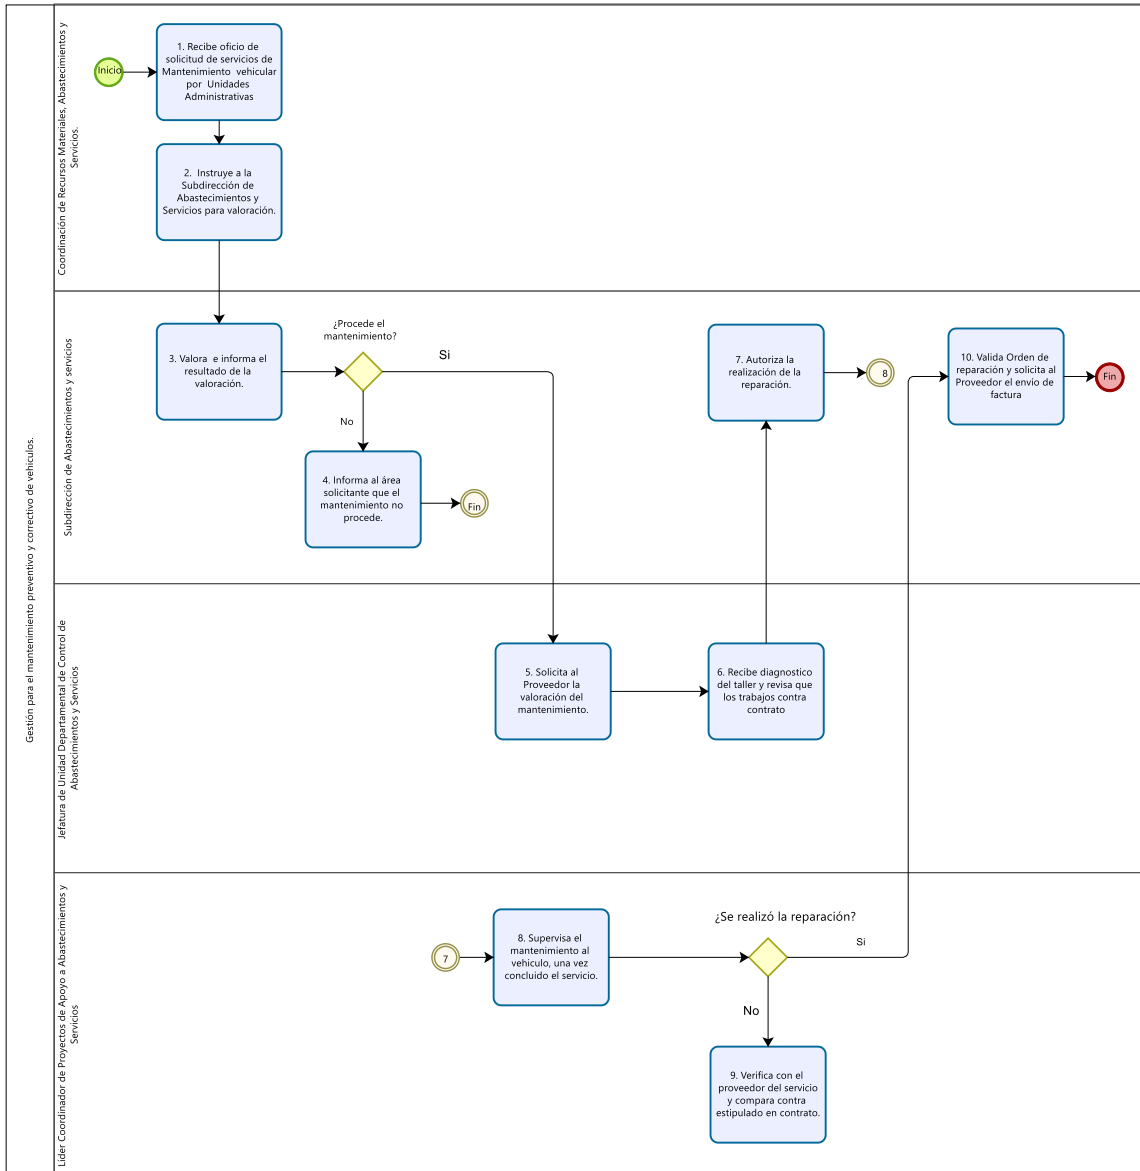 Gestión para el mantenimiento preventivo y correctivo de vehiculos.
Coordinación de Recursos Materiales, Abastecimientos y
Servicios.
Inicio
1. Recibe oficio de
solicitud de servicios de
Mantenimiento vehicular
por Unidades
Administrativas
2. Instruye a la
Subdirección de
Abastecimientos y
Servicios para valoración.
Subdirección de Abastecimientos y servicios
3. Valora e informa el
resultado de la
valoración.
¿Procede el
mantenimiento?
Si
No
4. Informa al área
solicitante que el
mantenimiento no
procede.
Fin
7. Autoriza la
realización de la
reparación.
8
10. Valida Orden de
reparación y solicita al
Proveedor el envio de
factura
Fin
Jefatura de Unidad Departamental de Control de
Abastecimientos y Servicios
5. Solicita al
Proveedor la
valoración del
mantenimiento.
6. Recibe diagnostico
del taller y revisa que
los trabajos contra
contrato
Lider Coordinador de Proyectos de Apoyo a Abastecimientos y
Servicios
7
8. Supervisa el
mantenimiento al
vehiculo, una vez
concluido el servicio.
¿Se realizó la reparación?
Si
No
9. Verifica con el
proveedor del servicio
y compara contra
estipulado en contrato.